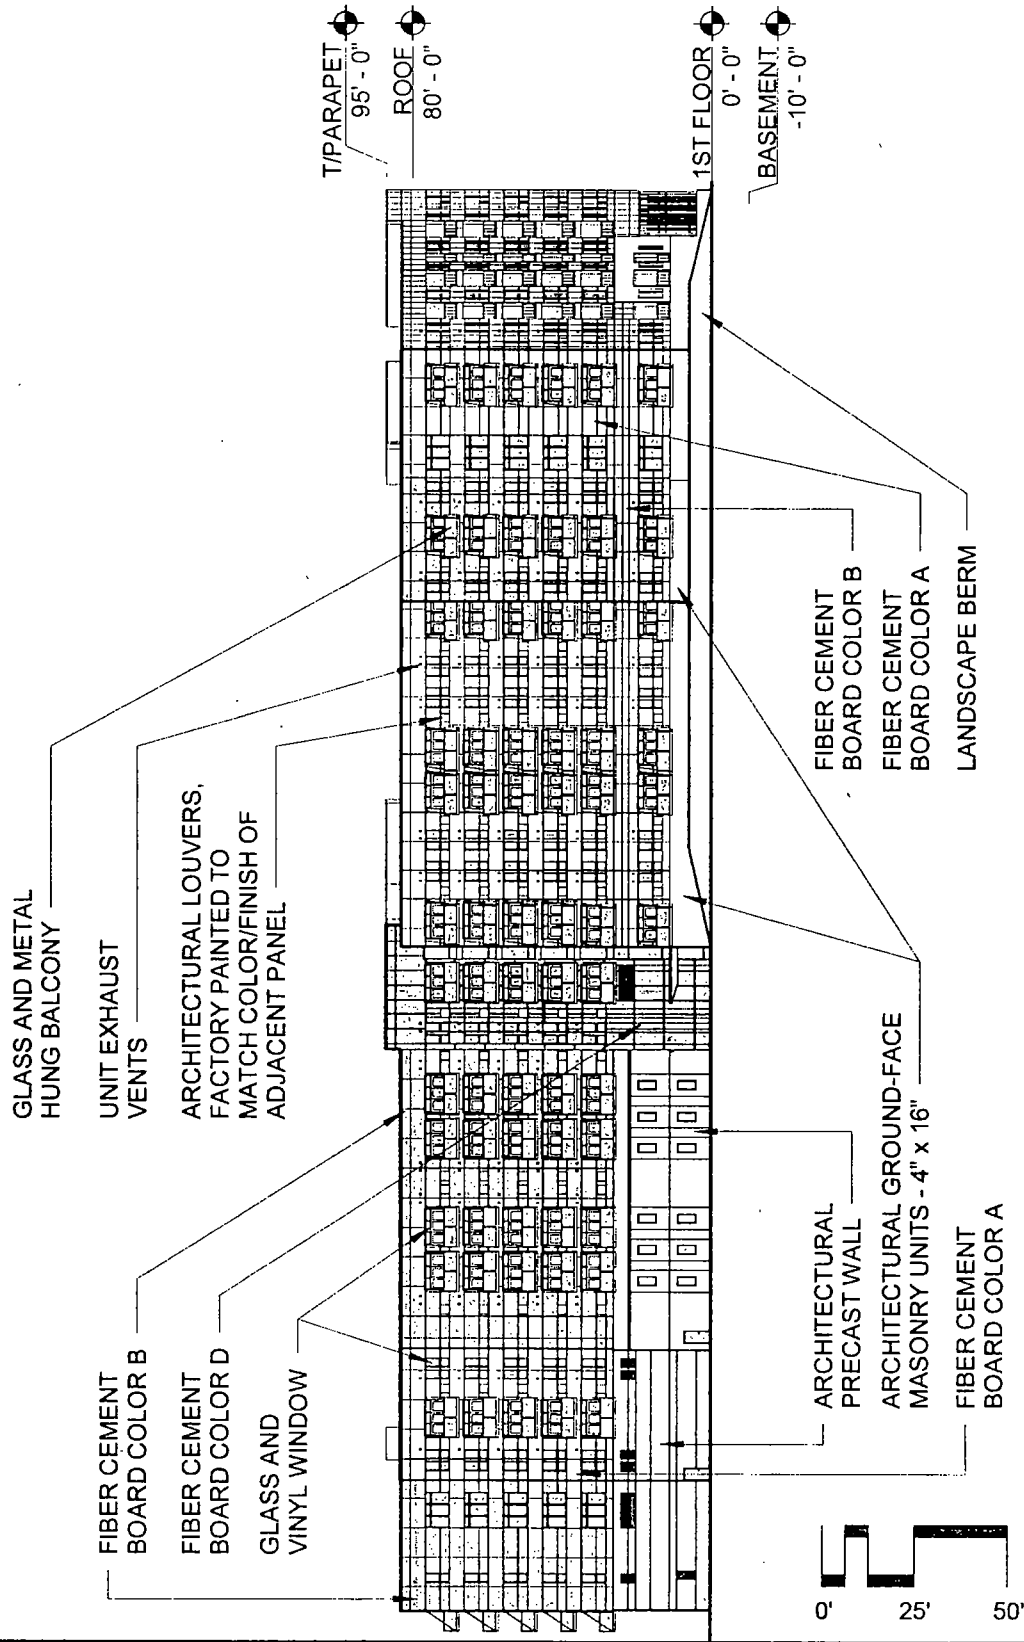 FIBER CEMENT
BOARD COLOR B
FIBER CEMENT
BOARD COLOR D
GLASS AND
VINYL WINDOW
GLASS AND METAL
HUNG BALCONY
UNIT EXHAUST
VENTS
ARCHITECTURAL LOUVERS,
FACTORY PAINTED TO
MATCH COLOR/FINISH OF
ADJACENT PANEL
T/PARAPET
95' - 0"
ROOF
80' - 0"
1ST FLOOR
0' - 0"
BASEMENT
-10' - 0"
ARCHITECTURAL
PRECAST WALL
ARCHITECTURAL GROUND-FACE
MASONRY UNITS - 4" x 16"
FIBER CEMENT
BOARD COLOR A
FIBER CEMENT
BOARD COLOR B
FIBER CEMENT
BOARD COLOR A
LANDSCAPE BERM
0'
25'
50'